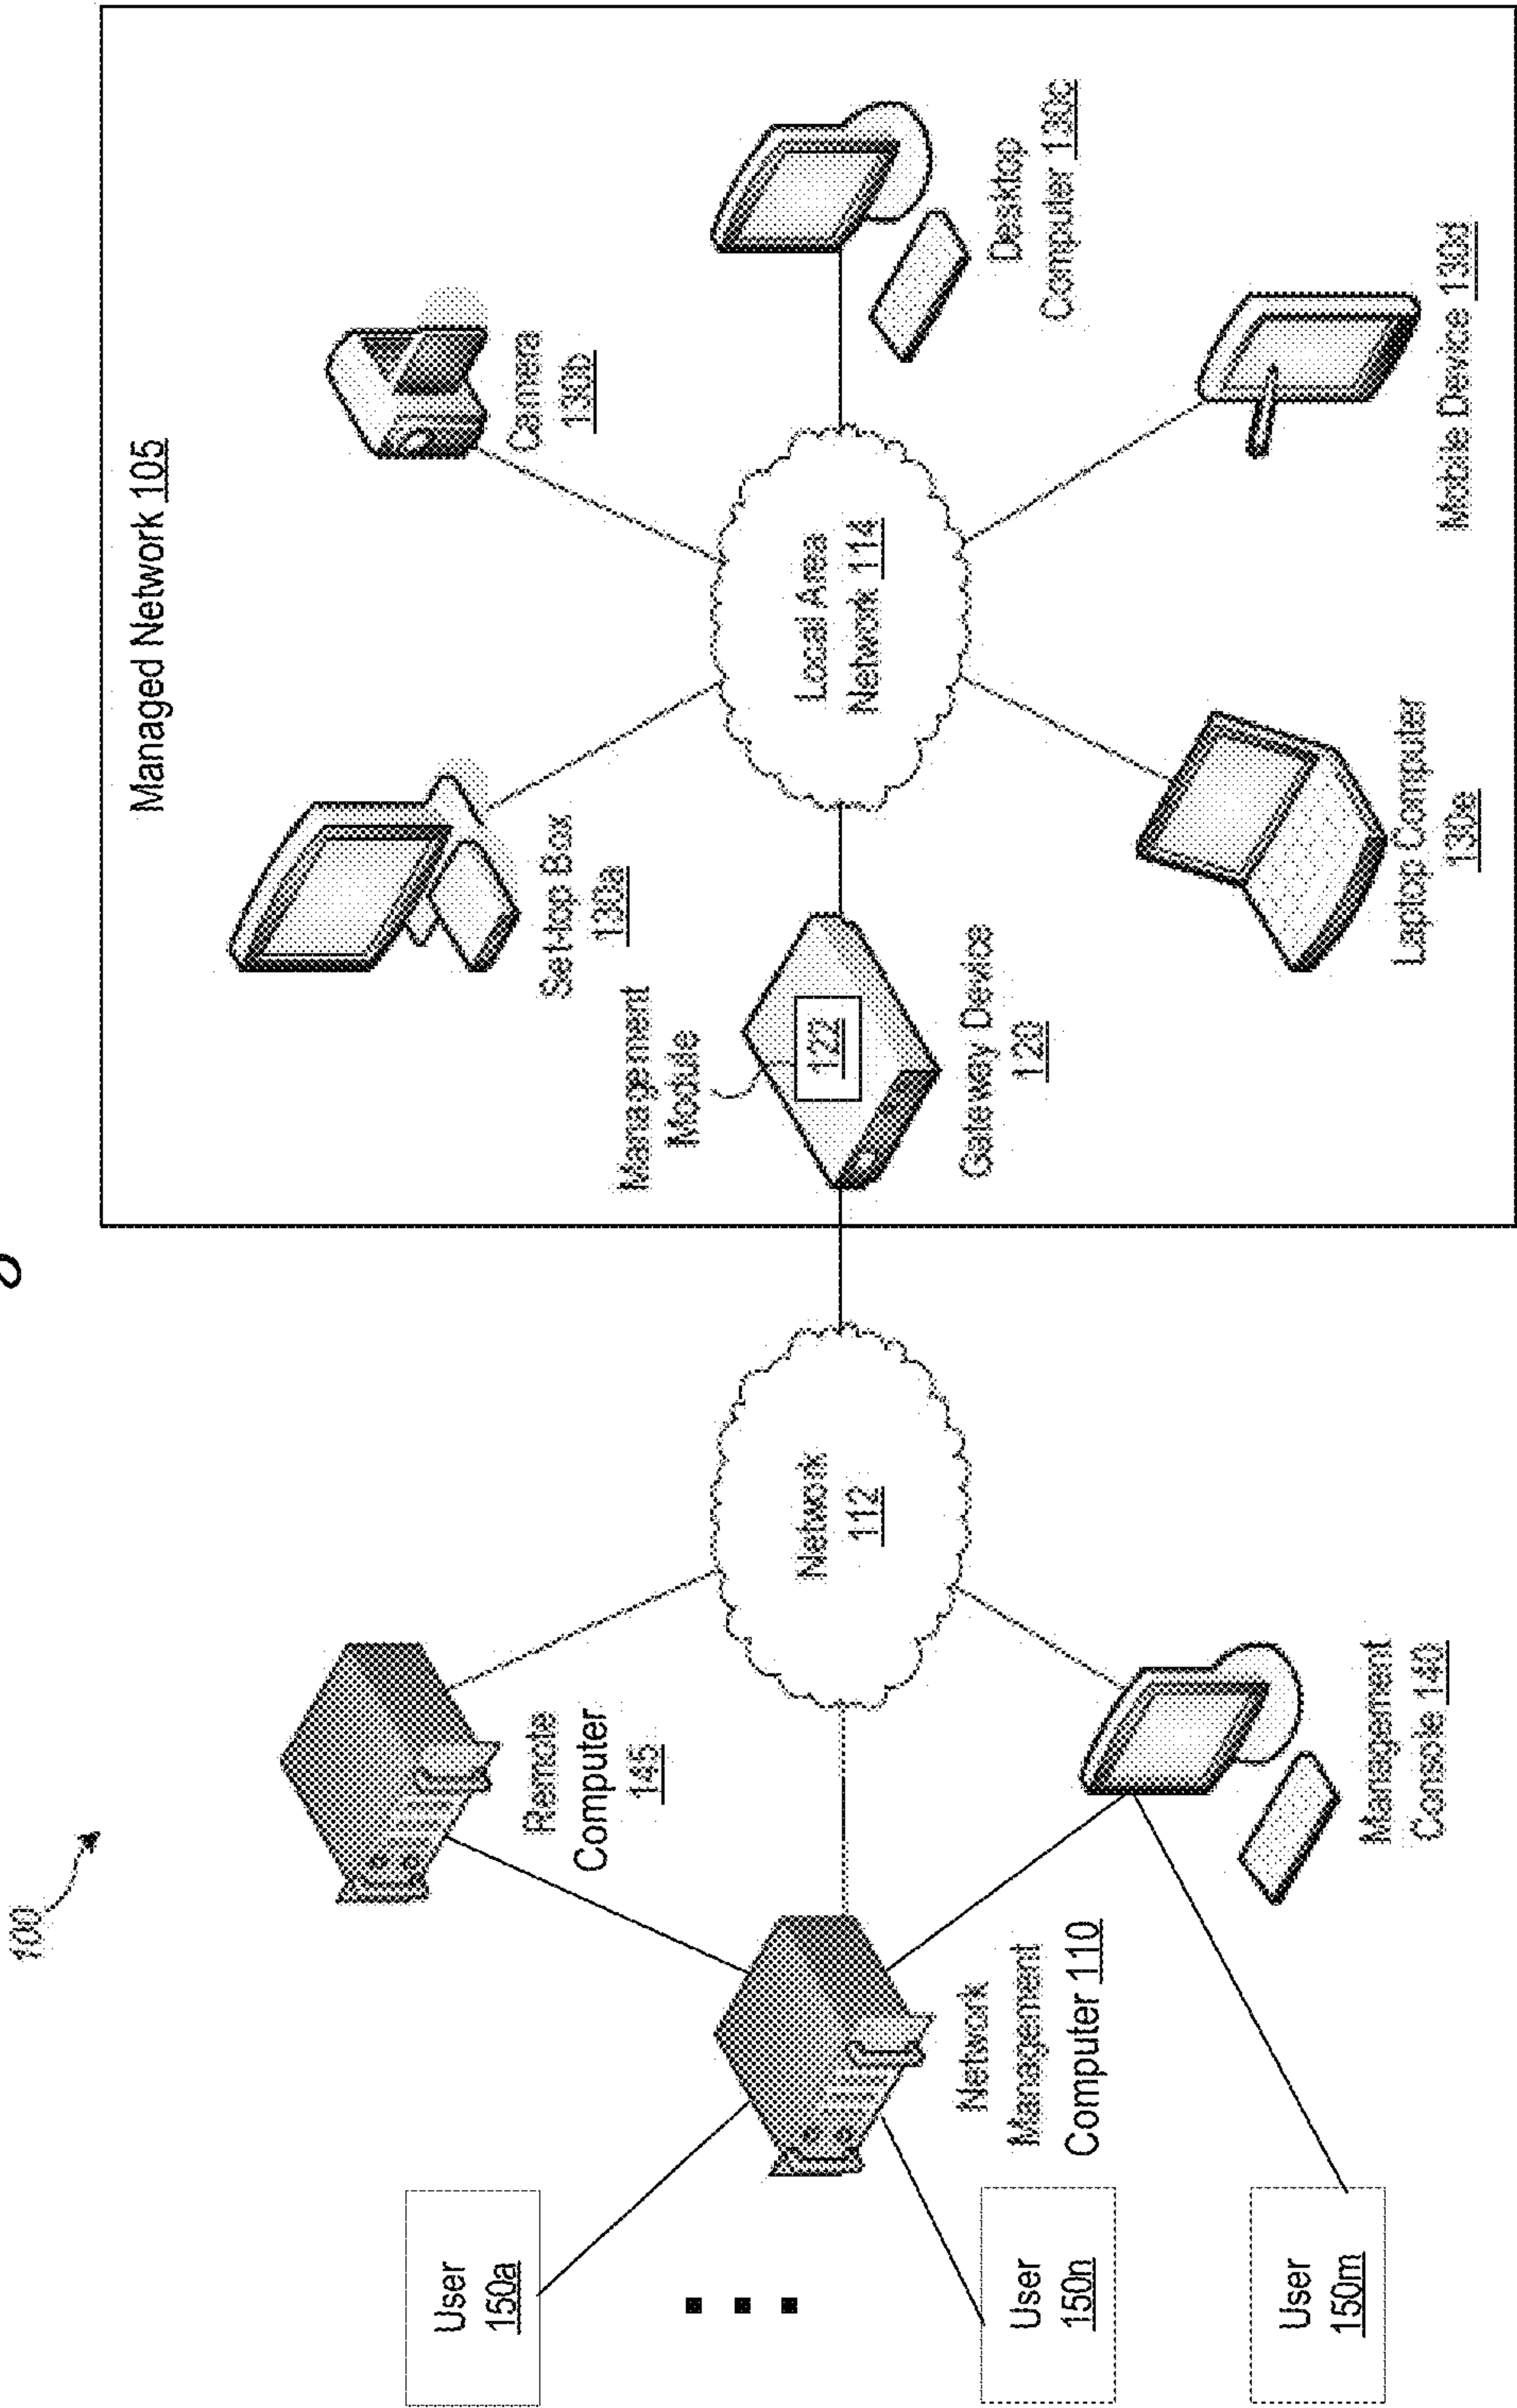 100
Managed Network 105
Set-top Box
130a
Camera
130b
Desktop
Computer 130c
Mobile Device 130d
Laptop Computer
130e
Local Area
Network 114
Management
Module
122
Gateway Device
120
Network
112
Remote
Computer
145
Network
Management
Computer 110
Management
Console 140
User
150a
User
150n
User
150m